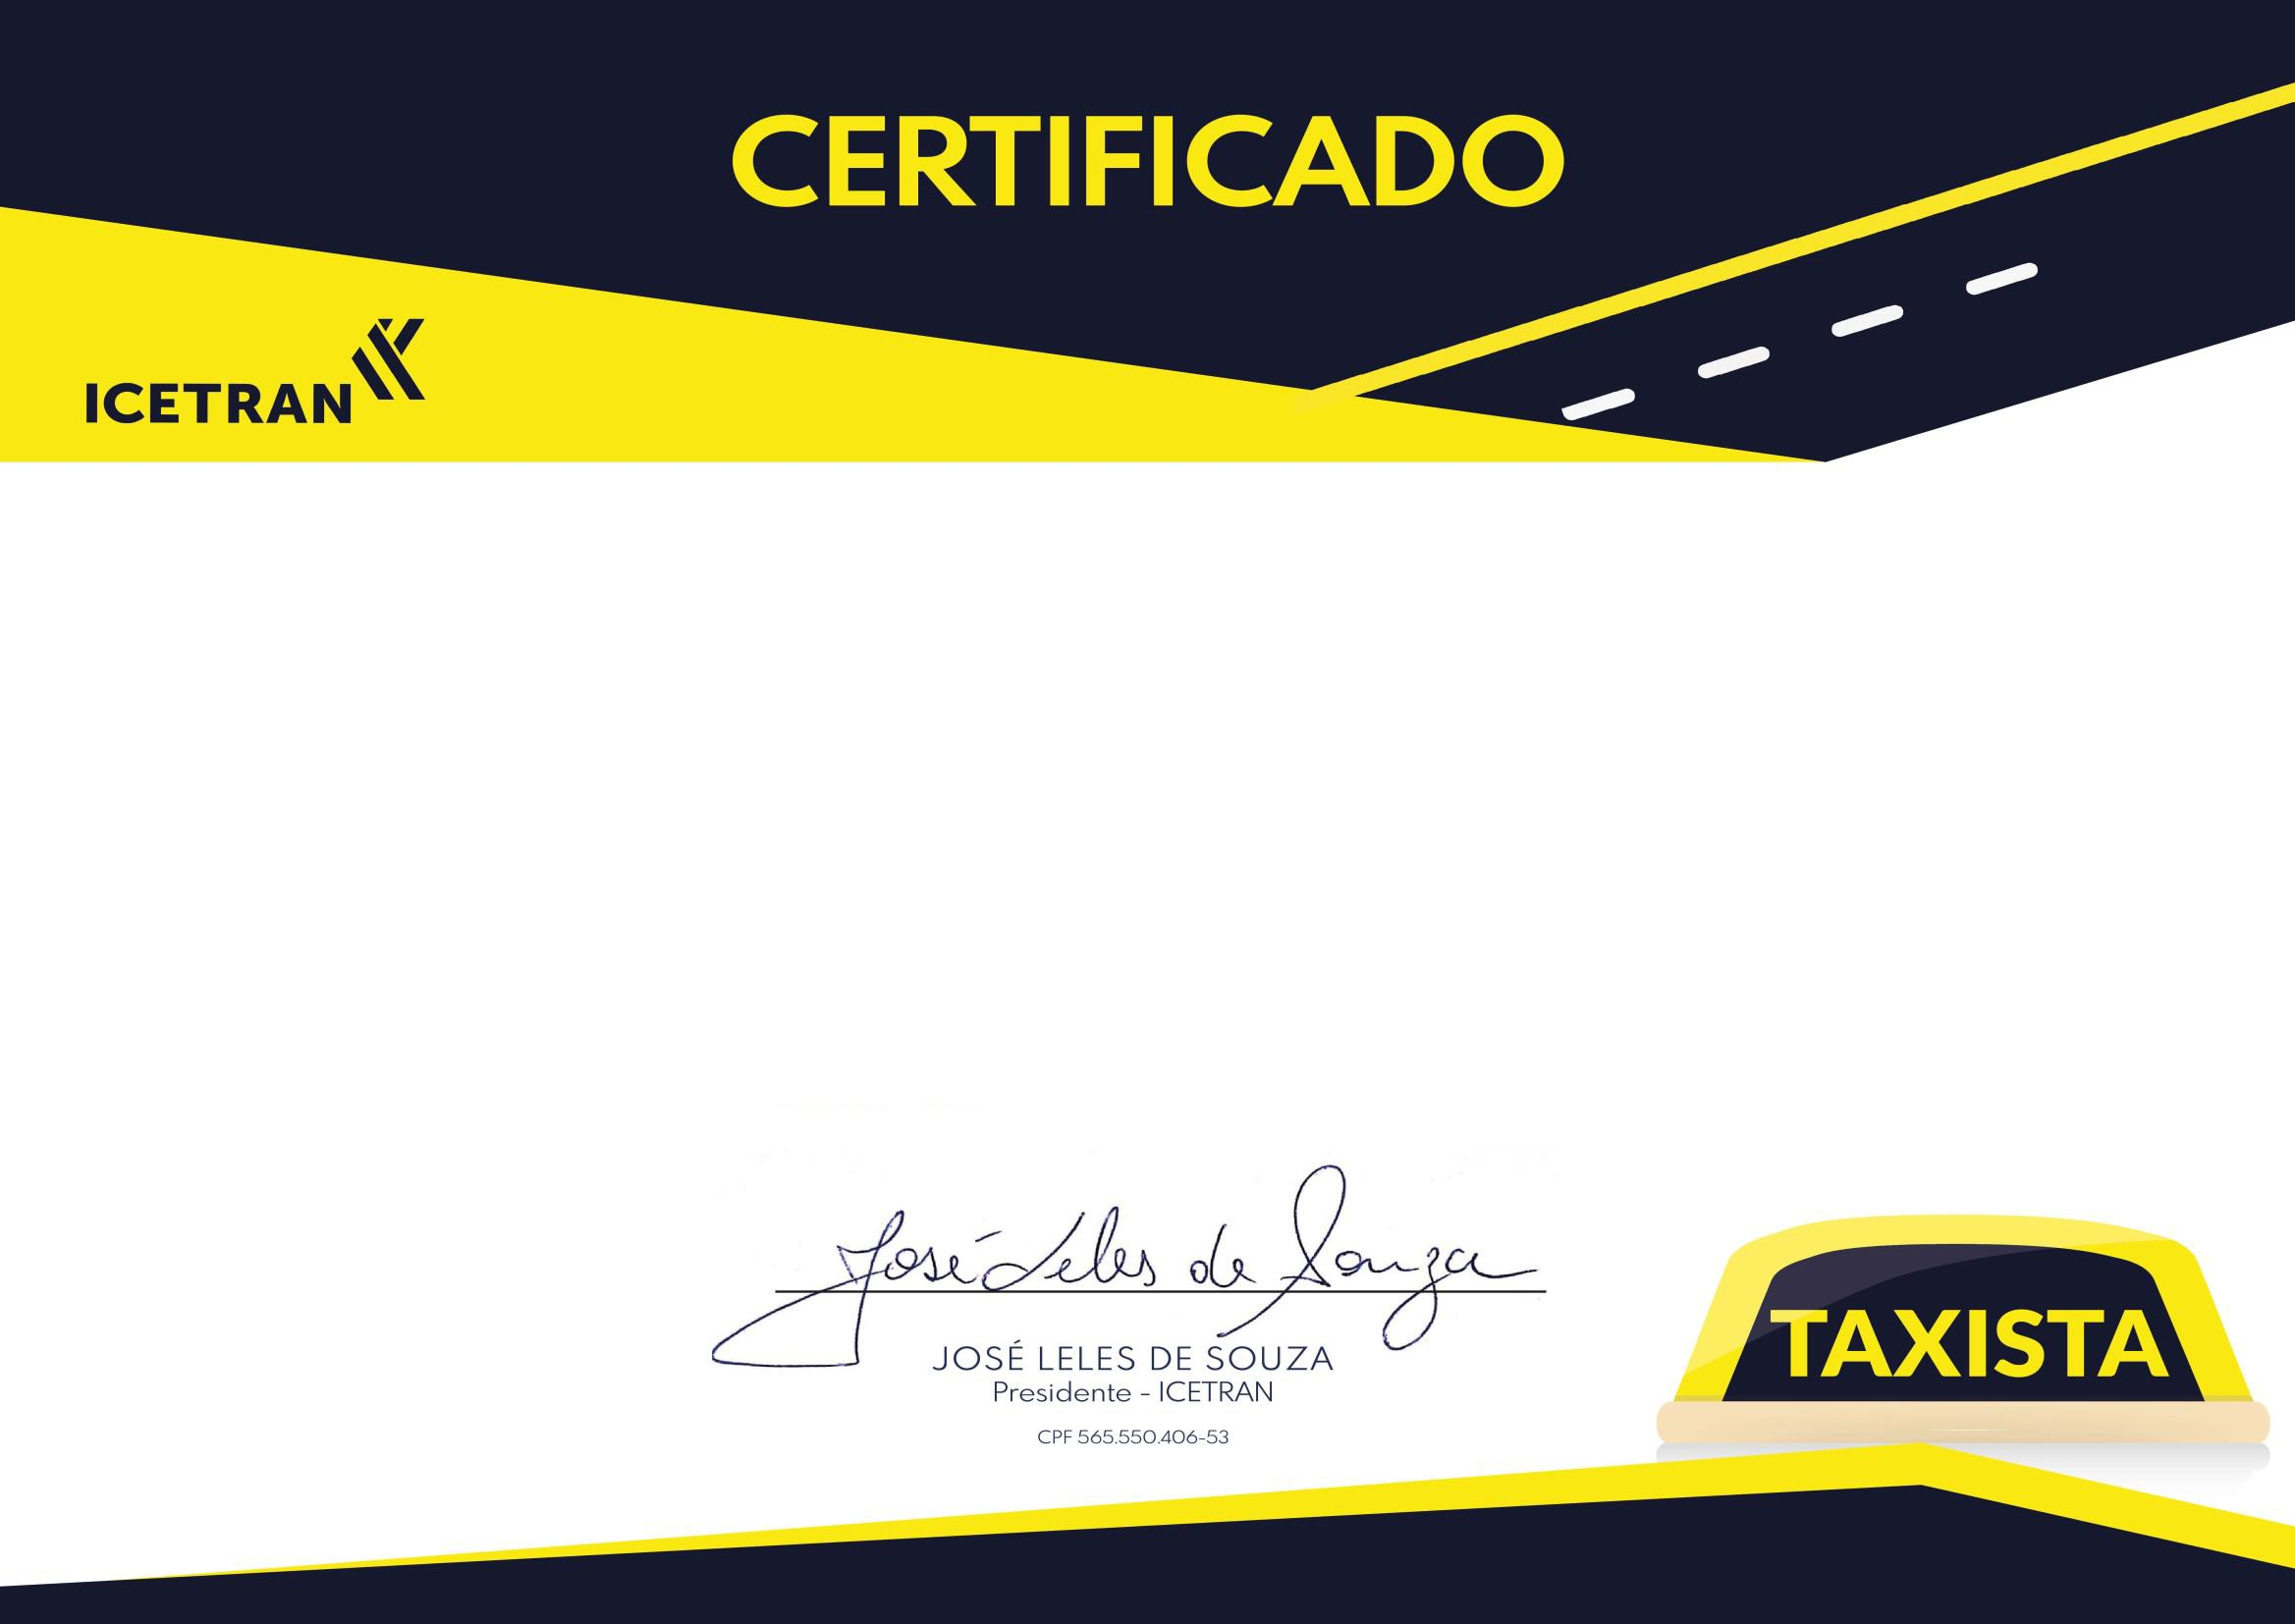 CERTIFICADO
ICETRAN
José Leles de Souza
JOSÉ LELES DE SOUZA
Presidente - ICETRAN
CPF 565.550.406-53
TAXISTA